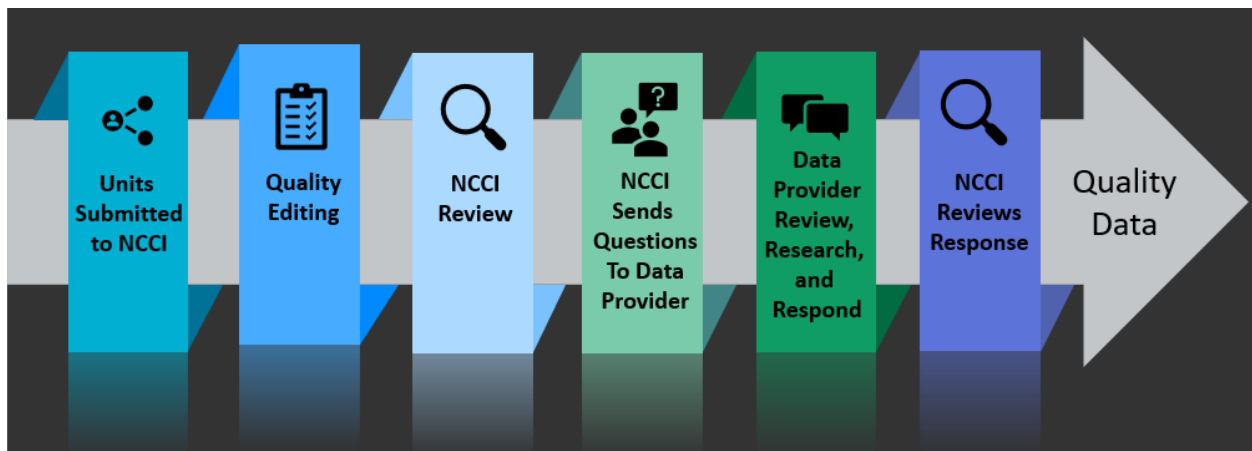 Units
Submitted
to NCCI
Quality
Editing
NCCI
Review
?
NCCI
Sends
Questions
To Data
Provider
Data
Provider
Review,
Research,
and
Respond
NCCI
Reviews
Response
Quality
Data